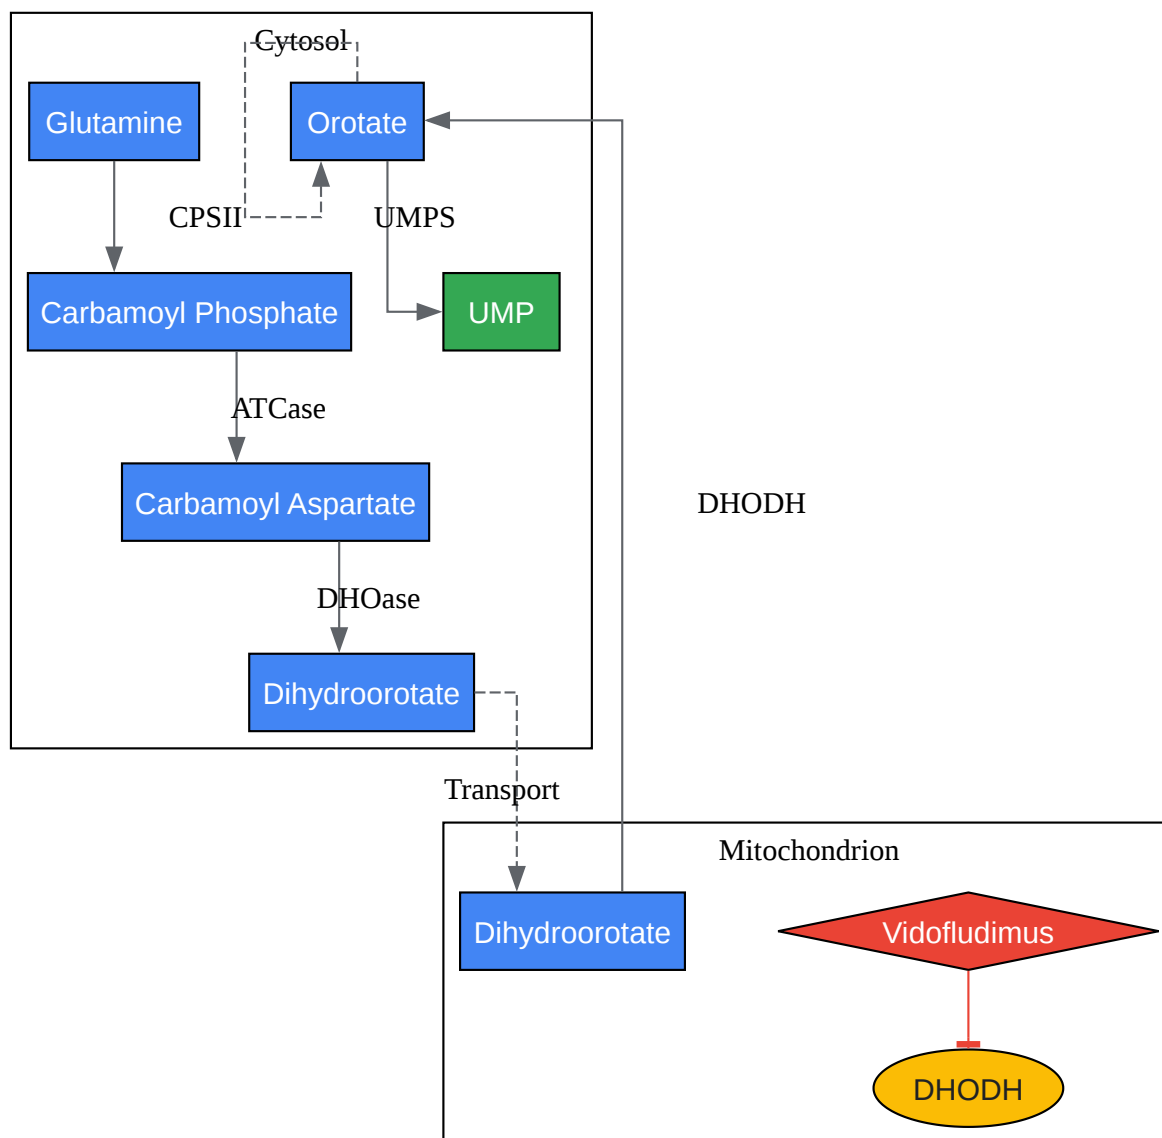 Cytosol
Glutamine
Orotate
CPSII
UMPS
Carbamoyl Phosphate
UMP
ATCase
Carbamoyl Aspartate
DHODH
DHOase
Dihydroorotate
Transport
Mitochondrion
Dihydroorotate
Vidofludimus
DHODH